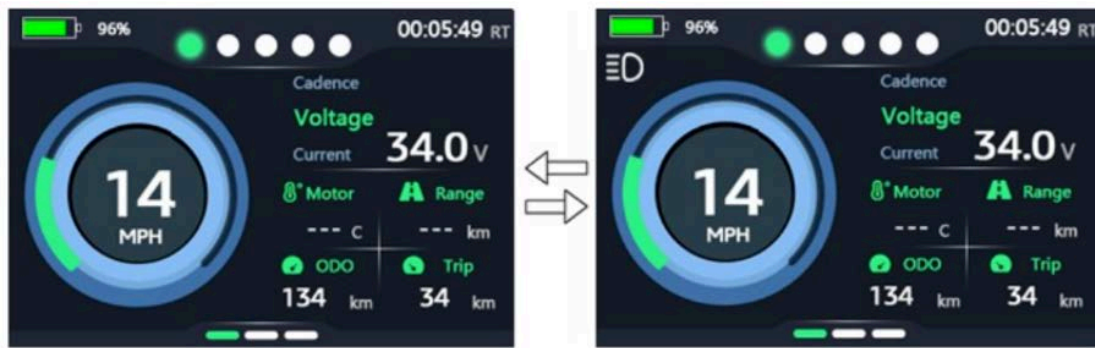 96% 00:05:49 RT
Cadence
Voltage
Current 34.0 V
14
MPH
Motor Range
--- C --- km
ODO Trip
134 km 34 km
96% 00:05:49 RT
Cadence
Voltage
Current 34.0 V
14
MPH
Motor Range
--- C --- km
ODO Trip
134 km 34 km